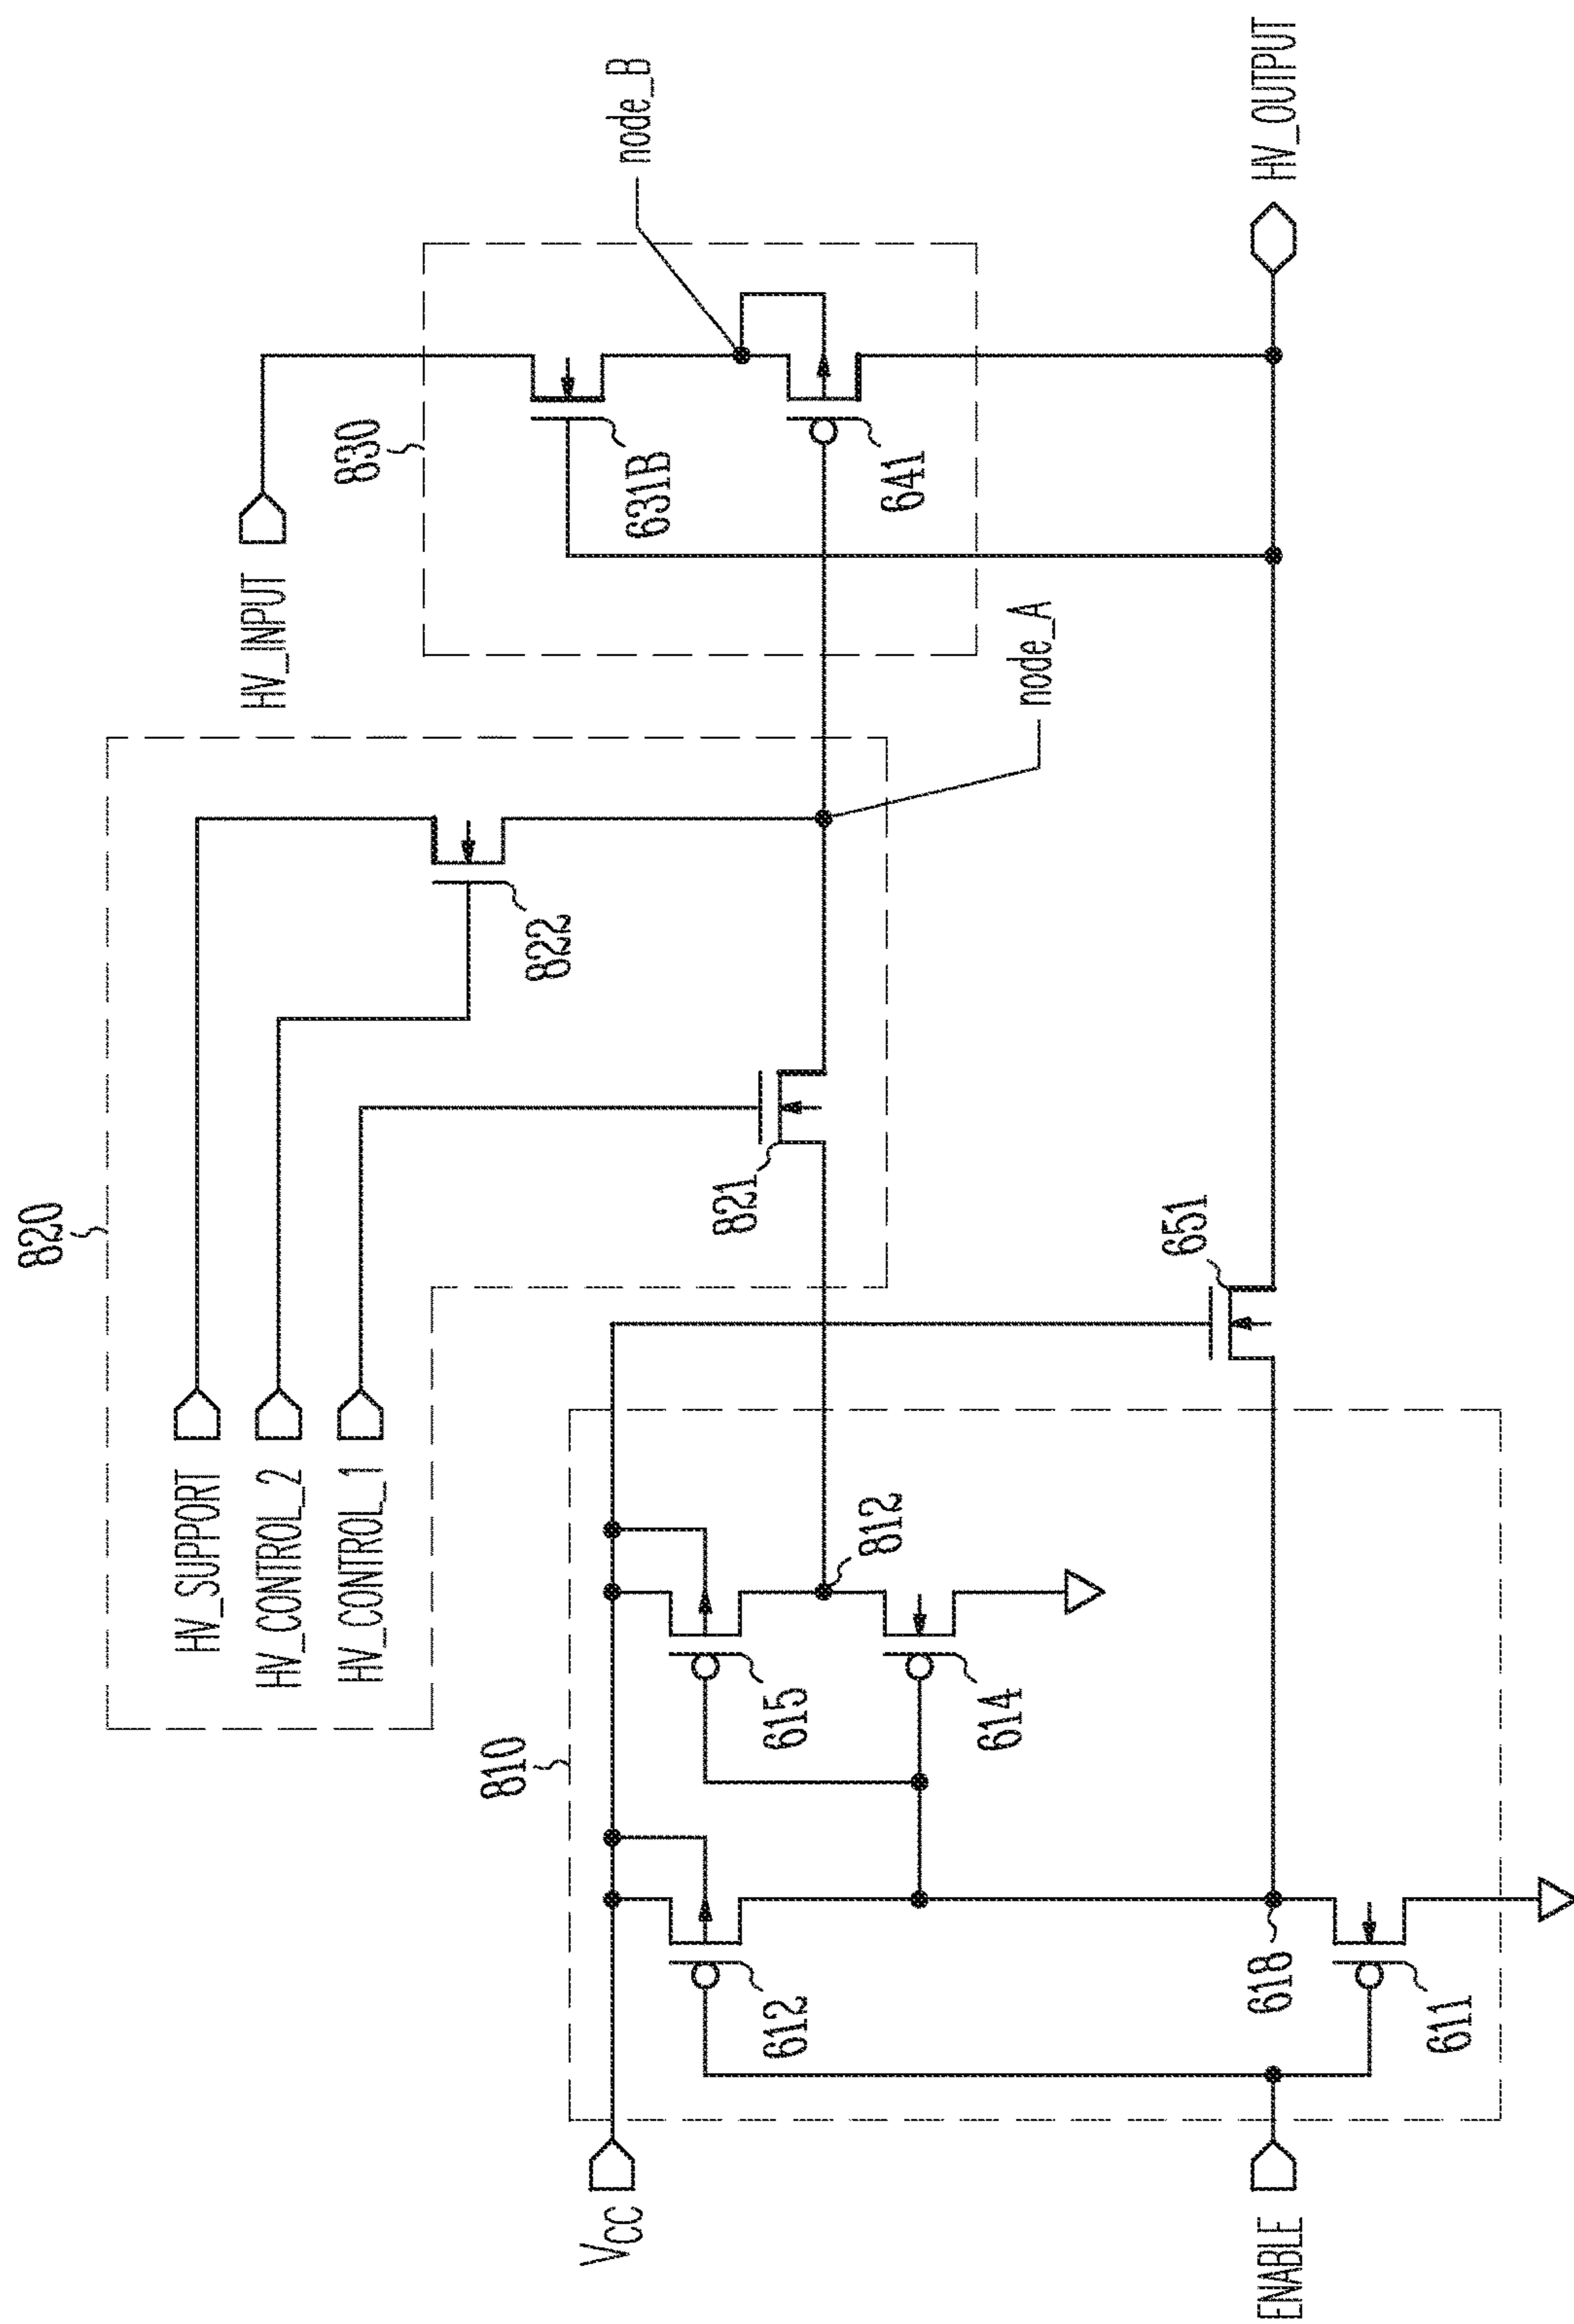 820
HV_SUPPORT
HV_CONTROL_2
HV_CONTROL_1
822
821
HV_INPUT
830
631B
641
node_B
node_A
HV_OUTPUT
651
810
VCC
612
615
614
812
618
611
ENABLE